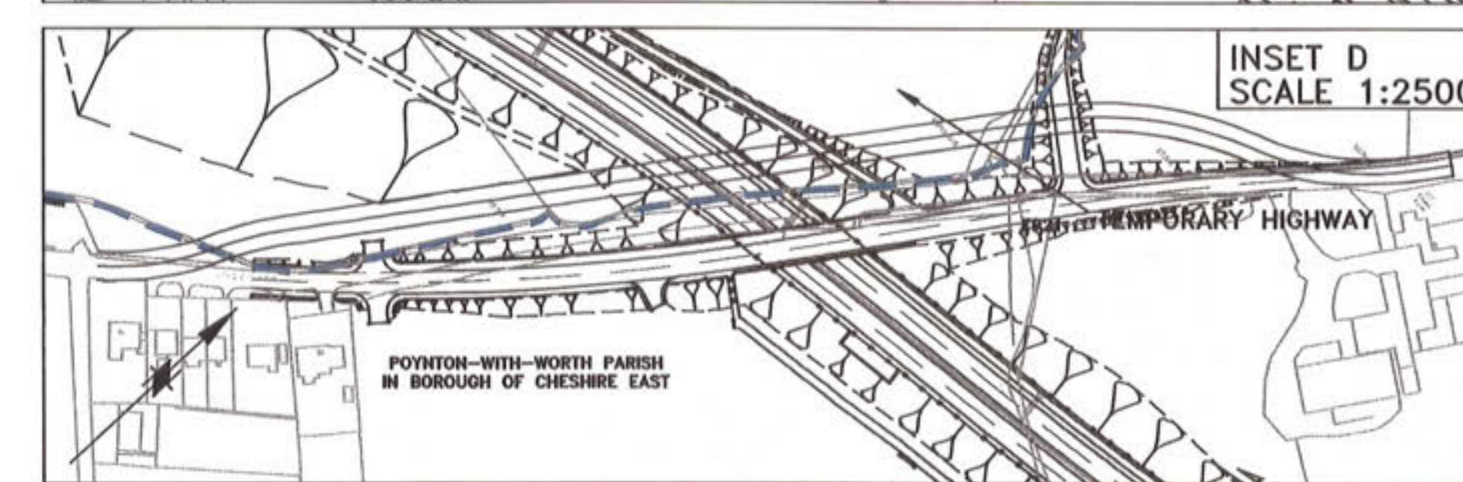 INSET D
SCALE 1:2500
TEMPORARY HIGHWAY
POYNTON-WITH-WORTH PARISH
IN BOROUGH OF CHESHIRE EAST